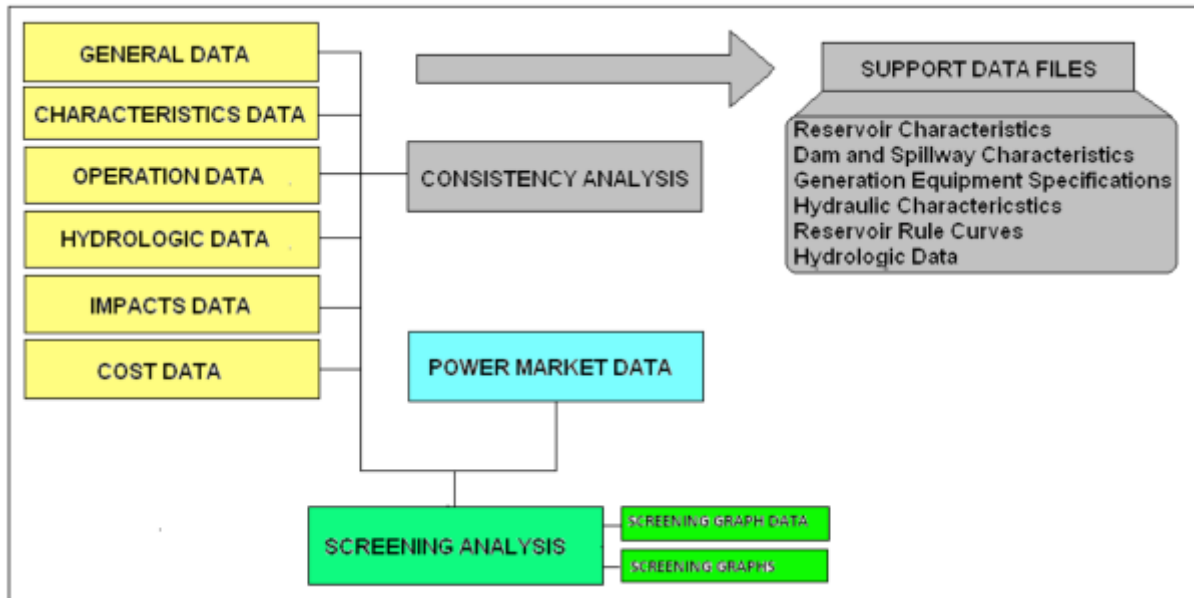 GENERAL DATA
CHARACTERISTICS DATA
OPERATION DATA
HYDROLOGIC DATA
IMPACTS DATA
COST DATA
CONSISTENCY ANALYSIS
POWER MARKET DATA
SUPPORT DATA FILES
Reservoir Characteristics
Dam and Spillway Characteristics
Generation Equipment Specifications
Hydraulic Charactericstics
Reservoir Rule Curves
Hydrologic Data
SCREENING ANALYSIS
SCREENING GRAPH DATA
SCREENING GRAPHS